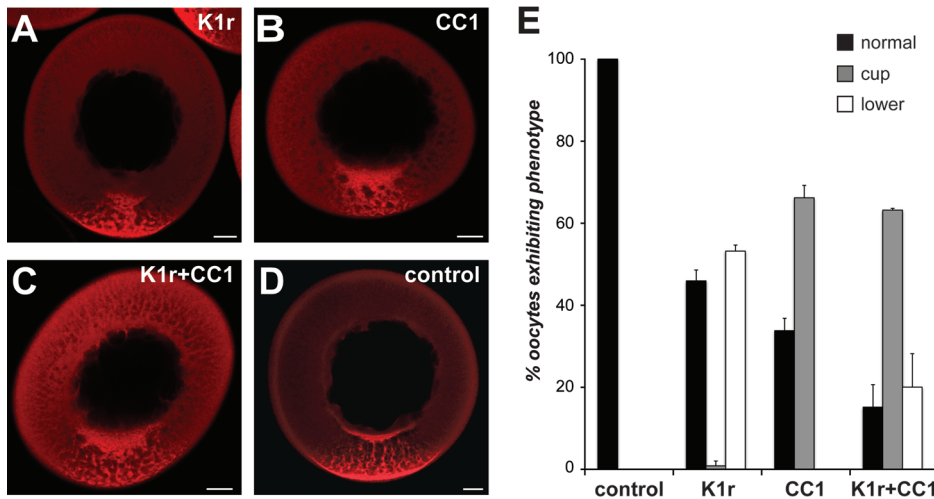 A K1r
B CC1
C K1r+CC1
D control
E
normal
cup
lower
% oocytes exhibiting phenotype
100
80
60
40
20
0
control K1r CC1 K1r+CC1